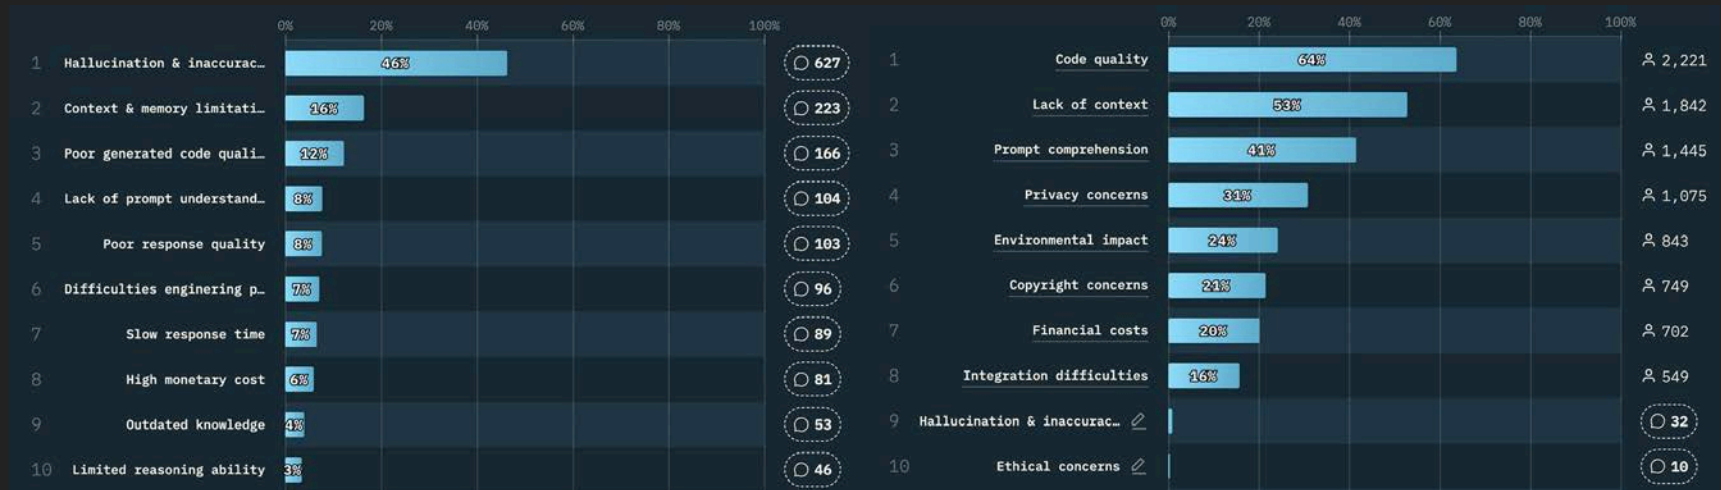 0% 20% 40% 60% 80% 100%
1 Hallucination & inaccurac… 46% 627
2 Context & memory limitati… 16% 223
3 Poor generated code quali… 12% 166
4 Lack of prompt understand… 8% 104
5 Poor response quality 8% 103
6 Difficulties enginering p… 7% 96
7 Slow response time 7% 89
8 High monetary cost 6% 81
9 Outdated knowledge 4% 53
10 Limited reasoning ability 3% 46
0% 20% 40% 60% 80% 100%
1 Code quality 64% 2,221
2 Lack of context 53% 1,842
3 Prompt comprehension 41% 1,445
4 Privacy concerns 31% 1,075
5 Environmental impact 24% 843
6 Copyright concerns 21% 749
7 Financial costs 20% 702
8 Integration difficulties 16% 549
9 Hallucination & inaccurac… 32
10 Ethical concerns 10